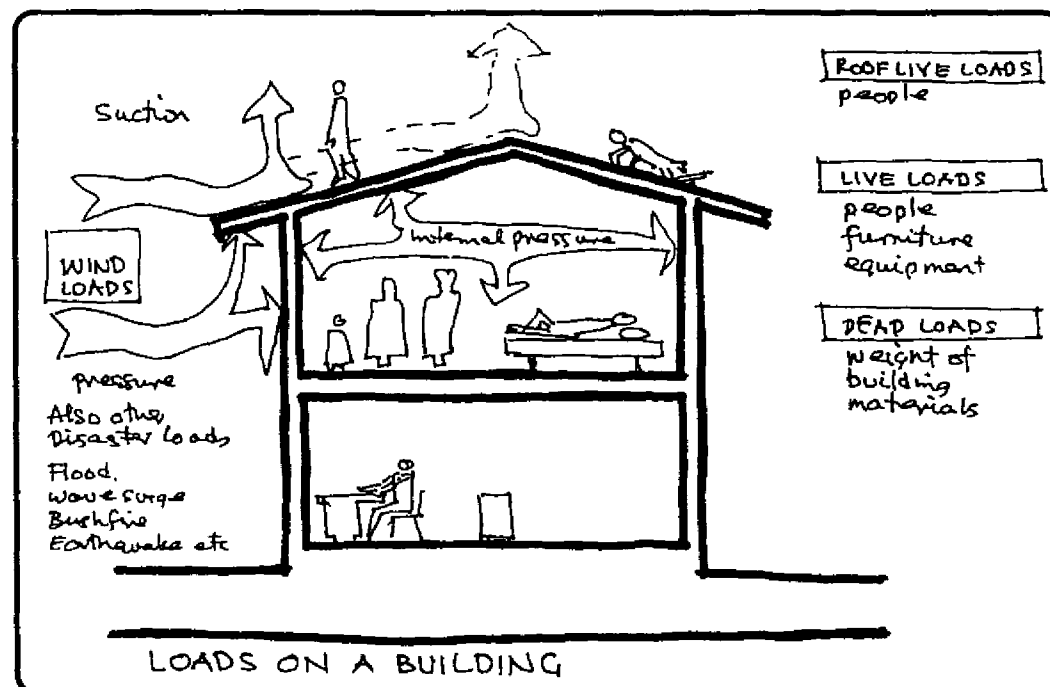 Suction
WIND
LOADS
pressure
Also other
Disaster loads
Flood.
wave surge
Bushfire
Earthquake etc
internal pressure
ROOF LIVE LOADS
people
LIVE LOADS
people
furniture
equipment
DEAD LOADS
weight of
building
materials
LOADS ON A BUILDING